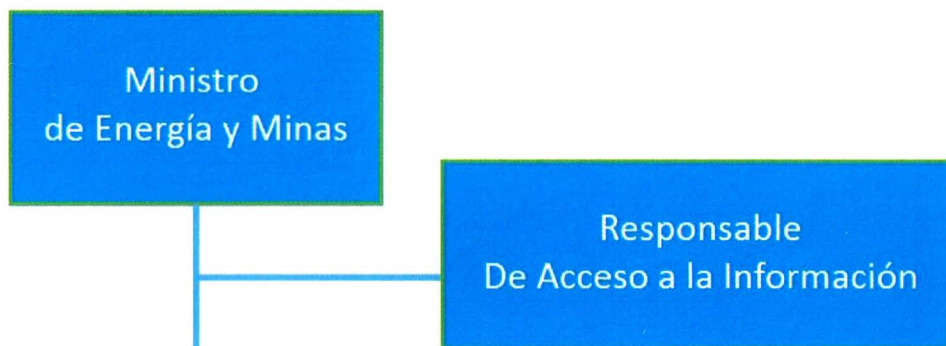 Ministro
de Energía y Minas
Responsable
De Acceso a la Información